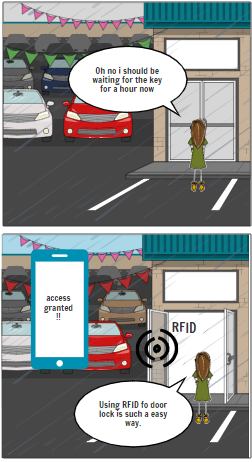 Oh no i should be
waiting for the key
for a hour now
access
granted
!!
RFID
Using RFID fo door
lock is such a easy
way.